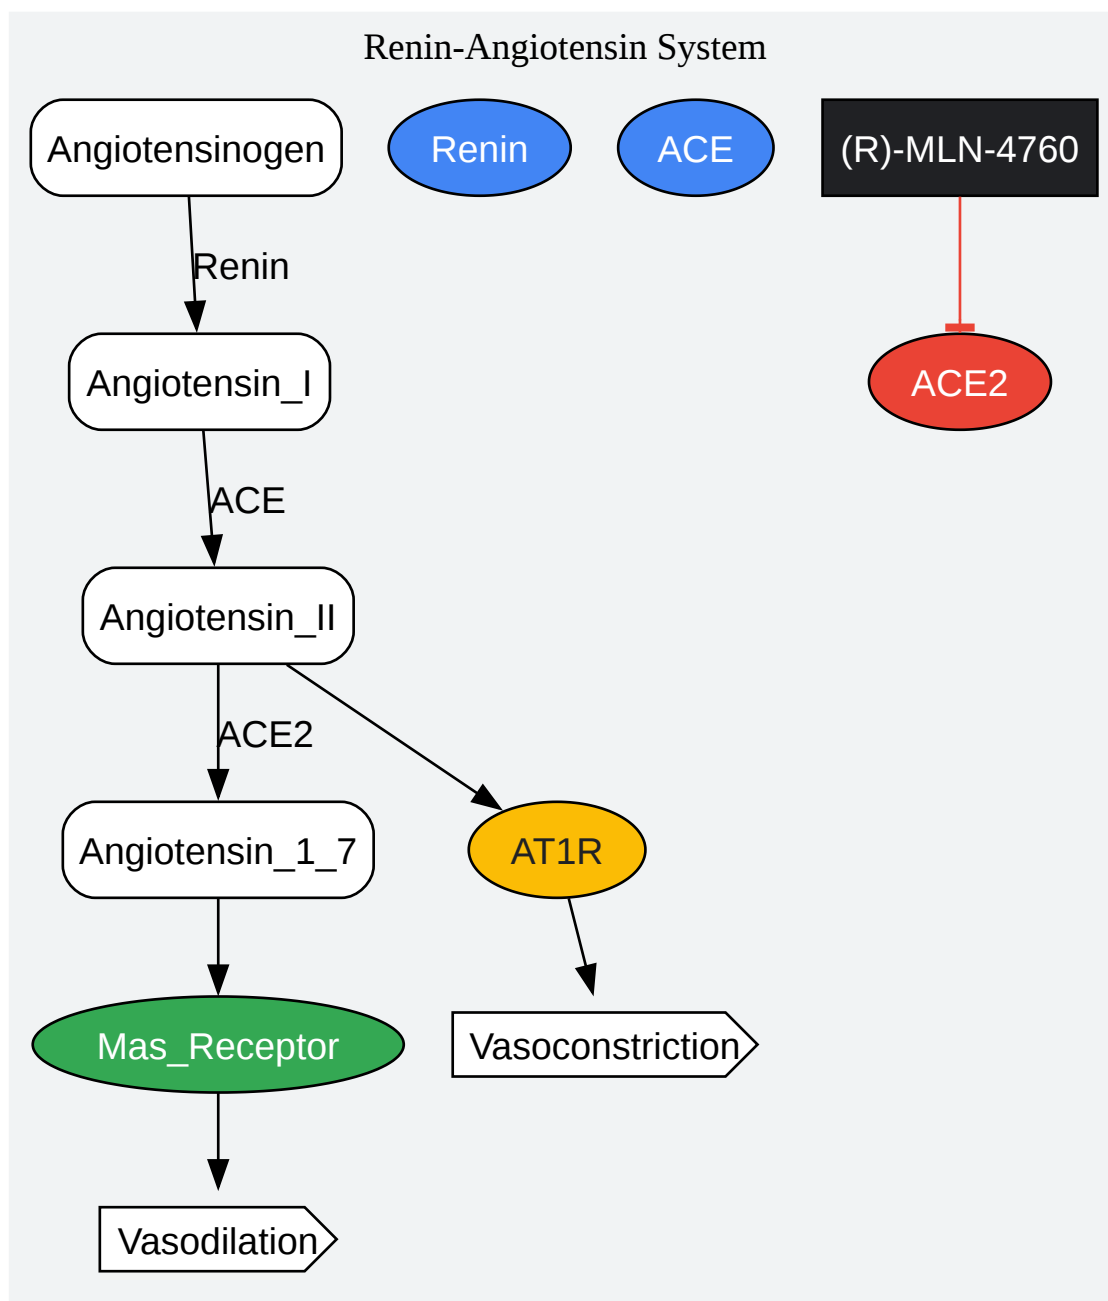 Renin-Angiotensin System
Angiotensinogen
Renin
ACE
(R)-MLN-4760
Renin
Angiotensin_I
ACE2
ACE
Angiotensin_II
ACE2
Angiotensin_1_7
AT1R
Mas_Receptor
Vasoconstriction
Vasodilation